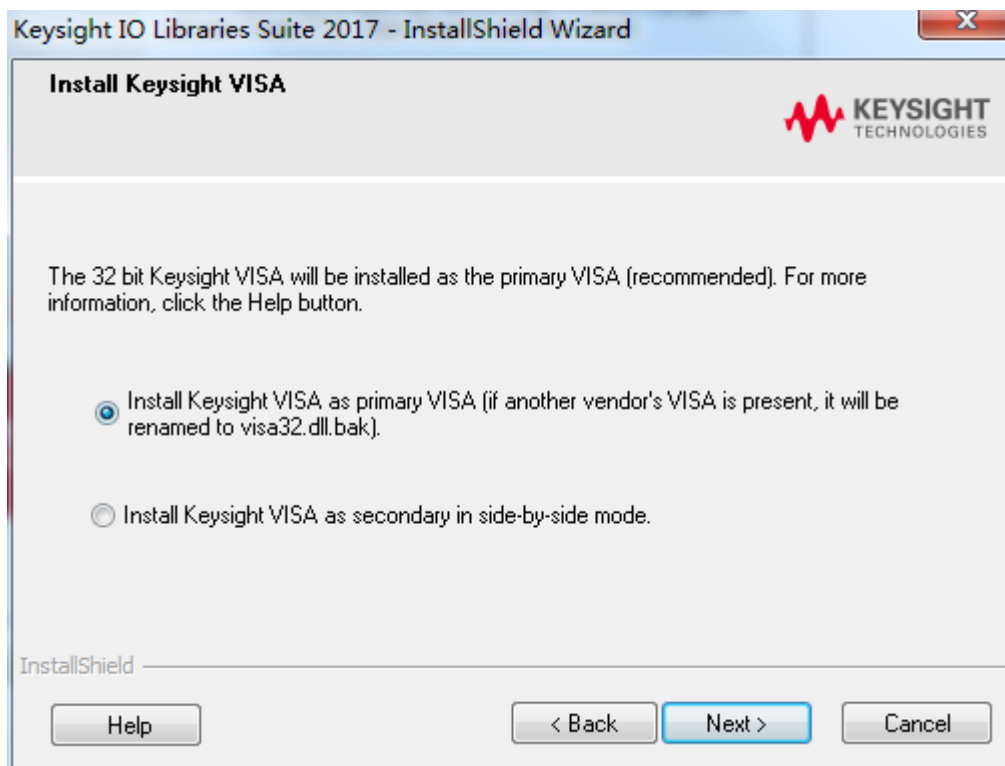 Keysight IO Libraries Suite 2017 - InstallShield Wizard
Install Keysight VISA
KEYSIGHT
TECHNOLOGIES
The 32 bit Keysight VISA will be installed as the primary VISA (recommended). For more
information, click the Help button.
Install Keysight VISA as primary VISA (if another vendor's VISA is present, it will be
renamed to visa32.dll.bak).
Install Keysight VISA as secondary in side-by-side mode.
InstallShield
Help
< Back
Next >
Cancel